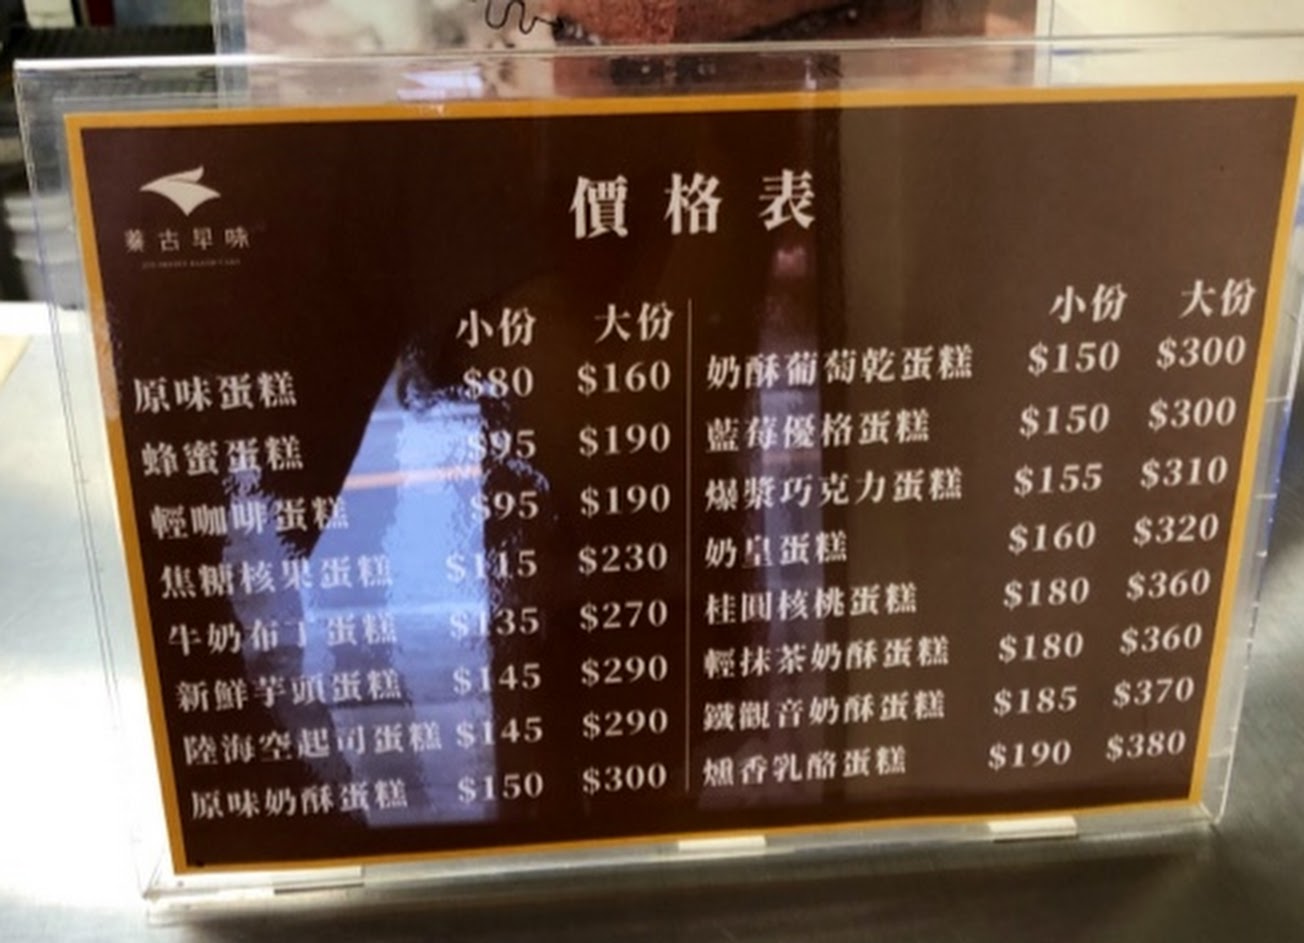 古早味
價格表
小份 大份
原味蛋糕 $80 $160
蜂蜜蛋糕 $95 $190
輕咖啡蛋糕 $95 $190
焦糖核果蛋糕 $115 $230
牛奶布丁蛋糕 $135 $270
新鮮芋頭蛋糕 $145 $290
陸海空起司蛋糕 $145 $290
原味奶酥蛋糕 $150 $300
小份 大份
奶酥葡萄乾蛋糕 $150 $300
藍莓優格蛋糕 $150 $300
爆漿巧克力蛋糕 $155 $310
奶皇蛋糕 $160 $320
桂圓核桃蛋糕 $180 $360
輕抹茶奶酥蛋糕 $180 $360
鐵觀音奶酥蛋糕 $185 $370
燻香乳酪蛋糕 $190 $380